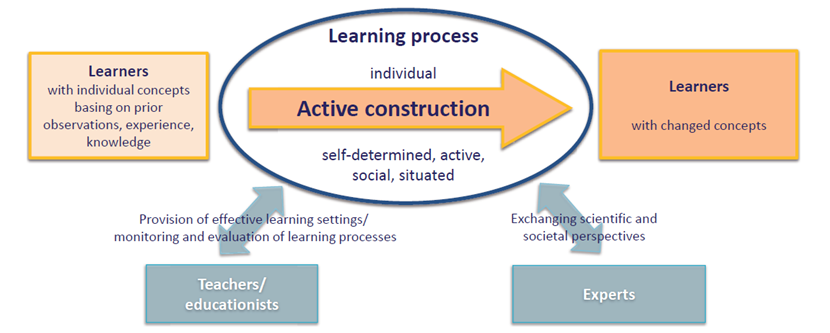 Learning process
individual
Active construction
self-determined, active,
social, situated
Learners
with individual concepts
basing on prior
observations, experience,
knowledge
Learners
with changed concepts
Provision of effective learning settings/
monitoring and evaluation of learning processes
Exchanging scientific and
societal perspectives
Teachers/
educationists
Experts